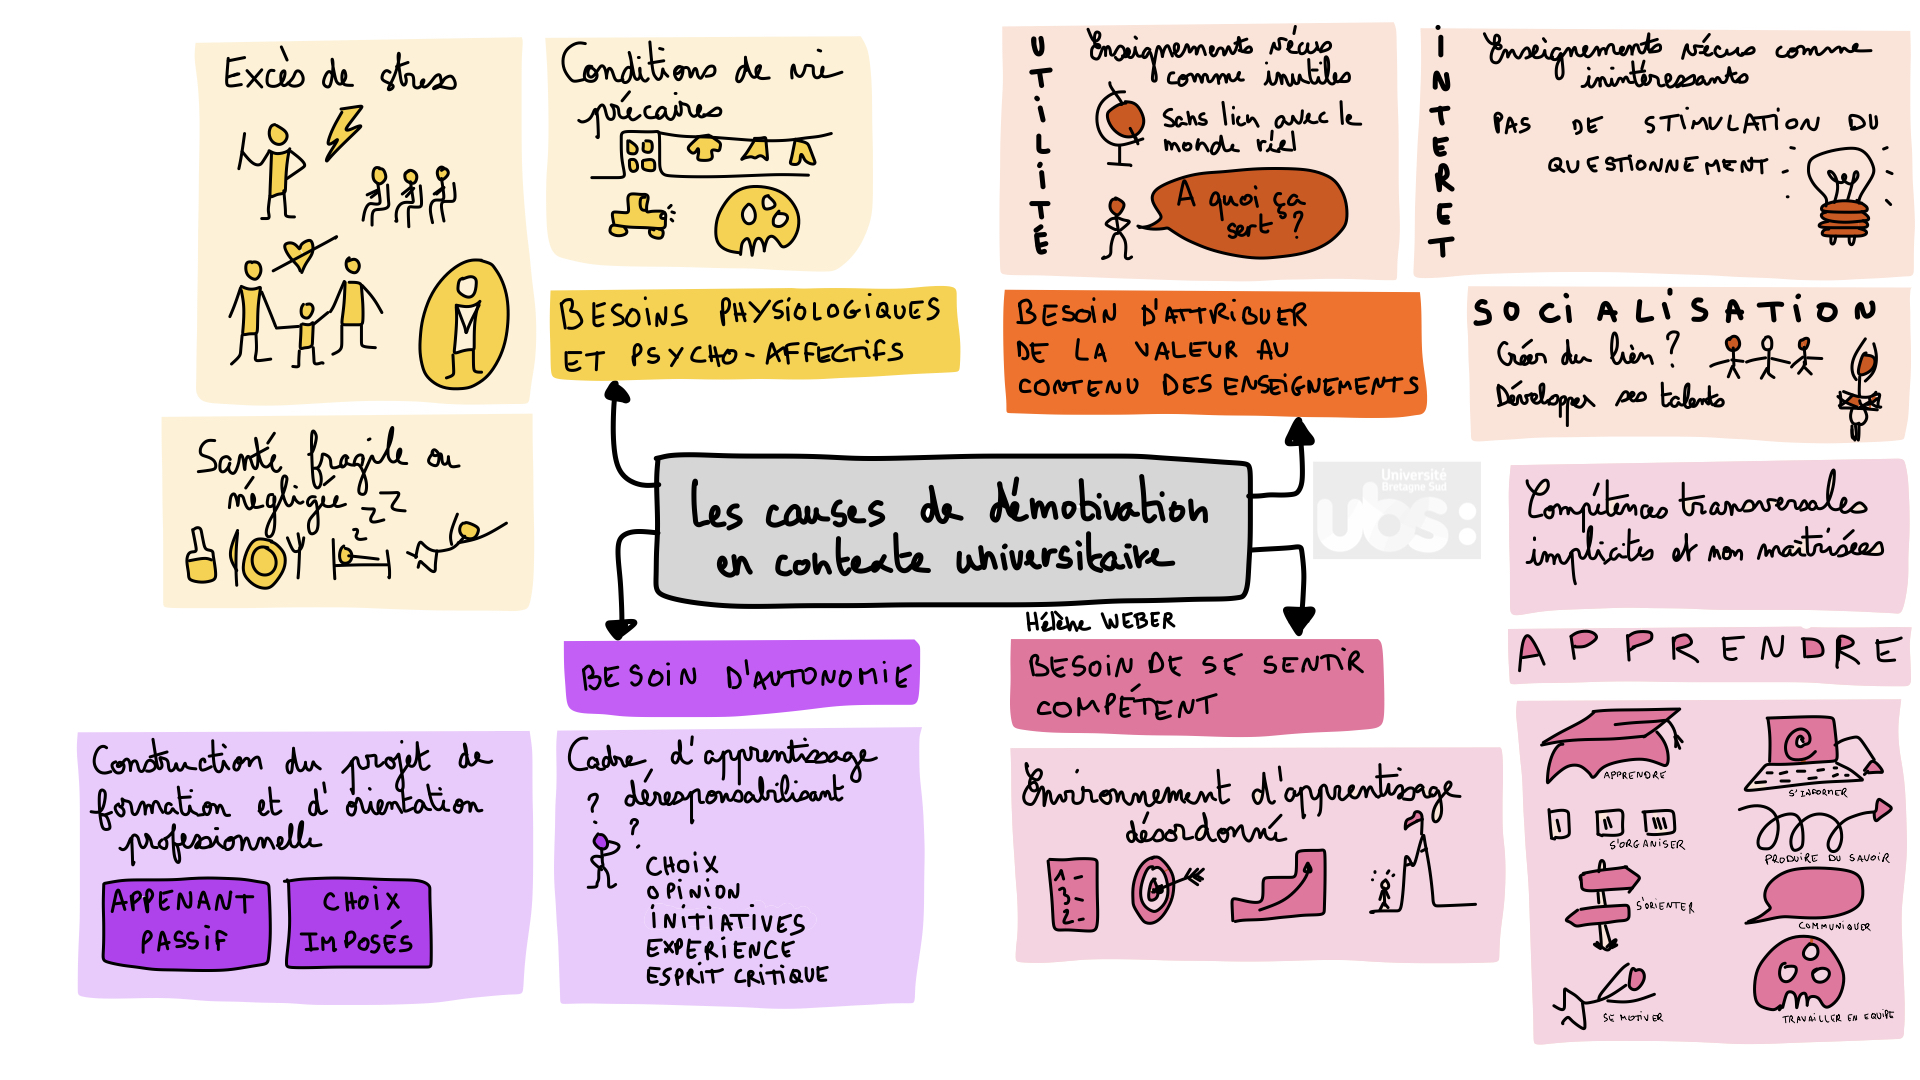 Excès de stress
Conditions de vie
précaires
BESOINS PHYSIOLOGIQUES
ET PSYCHO-AFFECTIFS
Santé fragile ou
négligée zzz
z
UTILITÉ
Enseignements vécus
comme inutiles
Sans lien avec le
monde réel
A quoi ça
sert ?
INTERET
Enseignements vécus comme
inintéressants
PAS DE STIMULATION DU
QUESTIONNEMENT
BESOIN D'ATTRIBUER
DE LA VALEUR AU
CONTENU DES ENSEIGNEMENTS
SOCIALISATION
Créer du lien ?
Développer ses talents
Les causes de démotivation
en contexte universitaire
Université
Bretagne Sud
ubs:
Hélène WEBER
BESOIN D'AUTONOMIE
Construction du projet de
formation et d'orientation
professionnelle
APPENANT
PASSIF
CHOIX
IMPOSÉS
Cadre d'apprentissage
déresponsabilisant
? ?
CHOIX
OPINION
INITIATIVES
EXPERIENCE
ESPRIT CRITIQUE
BESOIN DE SE SENTIR
COMPÉTENT
Environnement d'apprentissage
désordonné
1 -
3 -
2 -
Compétences transversales
implicites et non maîtrisées
APPRENDRE
APPRENDRE
S'INFORMER
I II III
S'ORGANISER
PRODUIRE DU SAVOIR
S'ORIENTER
COMMUNIQUER
SE MOTIVER
TRAVAILLER EN EQUIPE